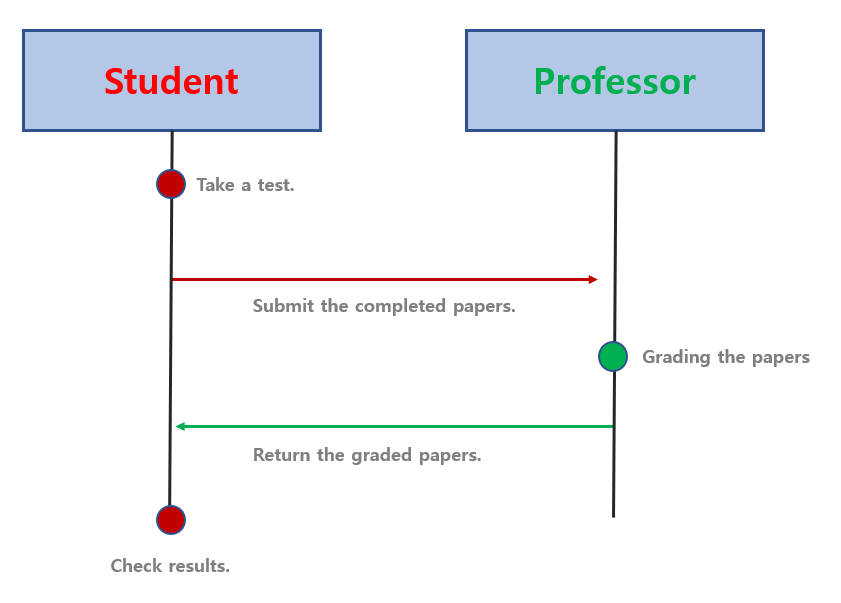 Student
Professor
Take a test.
Submit the completed papers.
Grading the papers
Return the graded papers.
Check results.